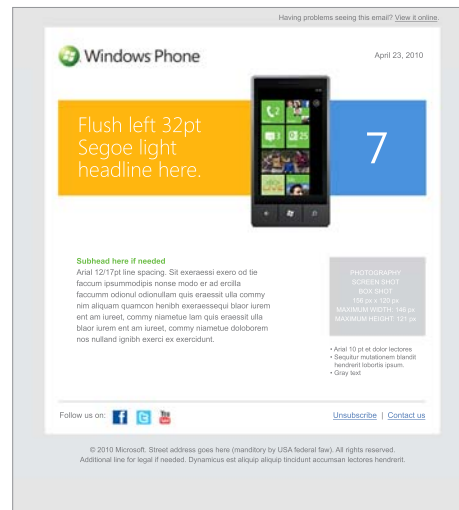 Having problems seeing this email? View it online.
Windows Phone
April 23, 2010
Flush left 32pt
Segoe light
headline here.
7
2
3
25
Subhead here if needed
Arial 12/17pt line spacing. Sit exeraessi exero od tie
faccum ipsummodipis nonse modo er ad ercilla
faccumm odionul odionullam quis eraessit ulla commy
nim aliquam quamcon henibh exeraessequi blaor iurem
ent am iureet, commy niametue lam quis eraessit ulla
blaor iurem ent am iureet, commy niametue doloborem
nos nulland ignibh exerci ex exercidunt.
PHOTOGRAPHY
SCREEN SHOT
BOX SHOT
156 px x 120 px
MAXIMUM WIDTH: 146 px
MAXIMUM HEIGHT: 121 px
• Arial 10 pt et dolor lectores
• Sequitur mutationem blandit
hendrerit lobortis ipsum.
• Gray text
Follow us on:
You
Unsubscribe | Contact us
© 2010 Microsoft. Street address goes here (manditory by USA federal faw). All rights reserved.
Additional line for legal if needed. Dynamicus est aliquip aliquip tincidunt accumsan lectores hendrerit.